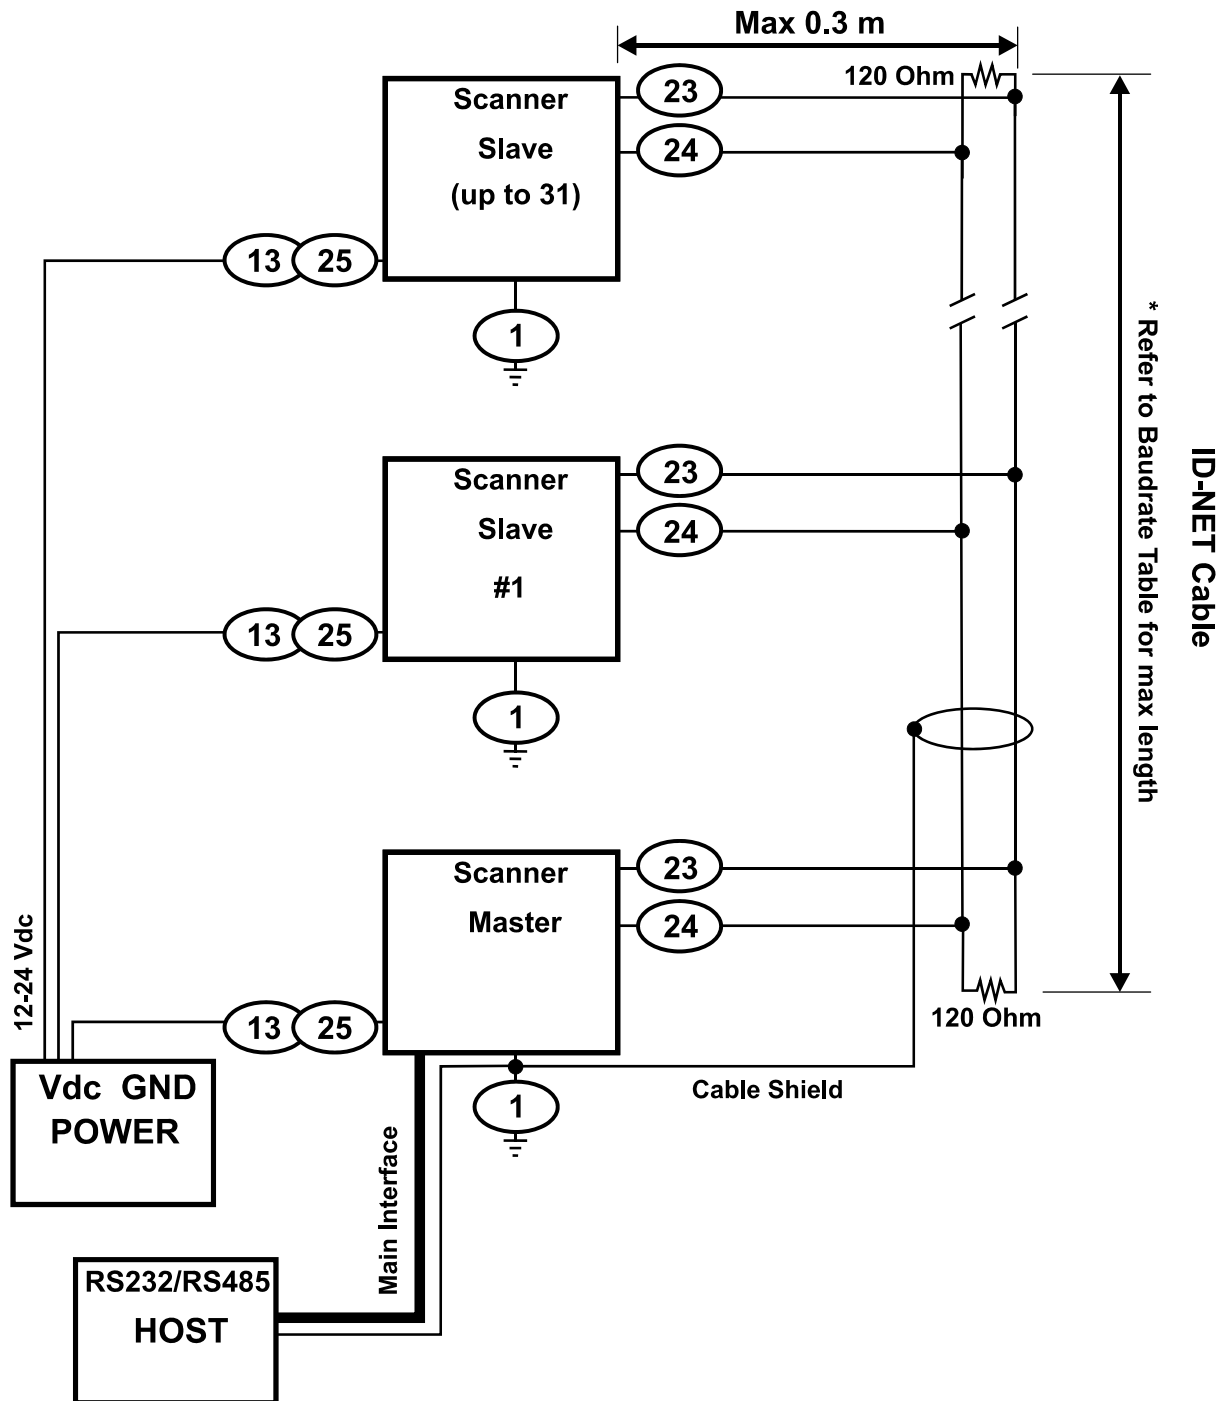 Max 0.3 m
120 Ohm
Scanner
Slave
(up to 31)
23
24
13
25
1
Scanner
Slave
#1
23
24
13
25
1
Scanner
Master
23
24
13
25
1
120 Ohm
ID-NET Cable
* Refer to Baudrate Table for max length
12-24 Vdc
Vdc GND
POWER
Cable Shield
Main Interface
RS232/RS485
HOST